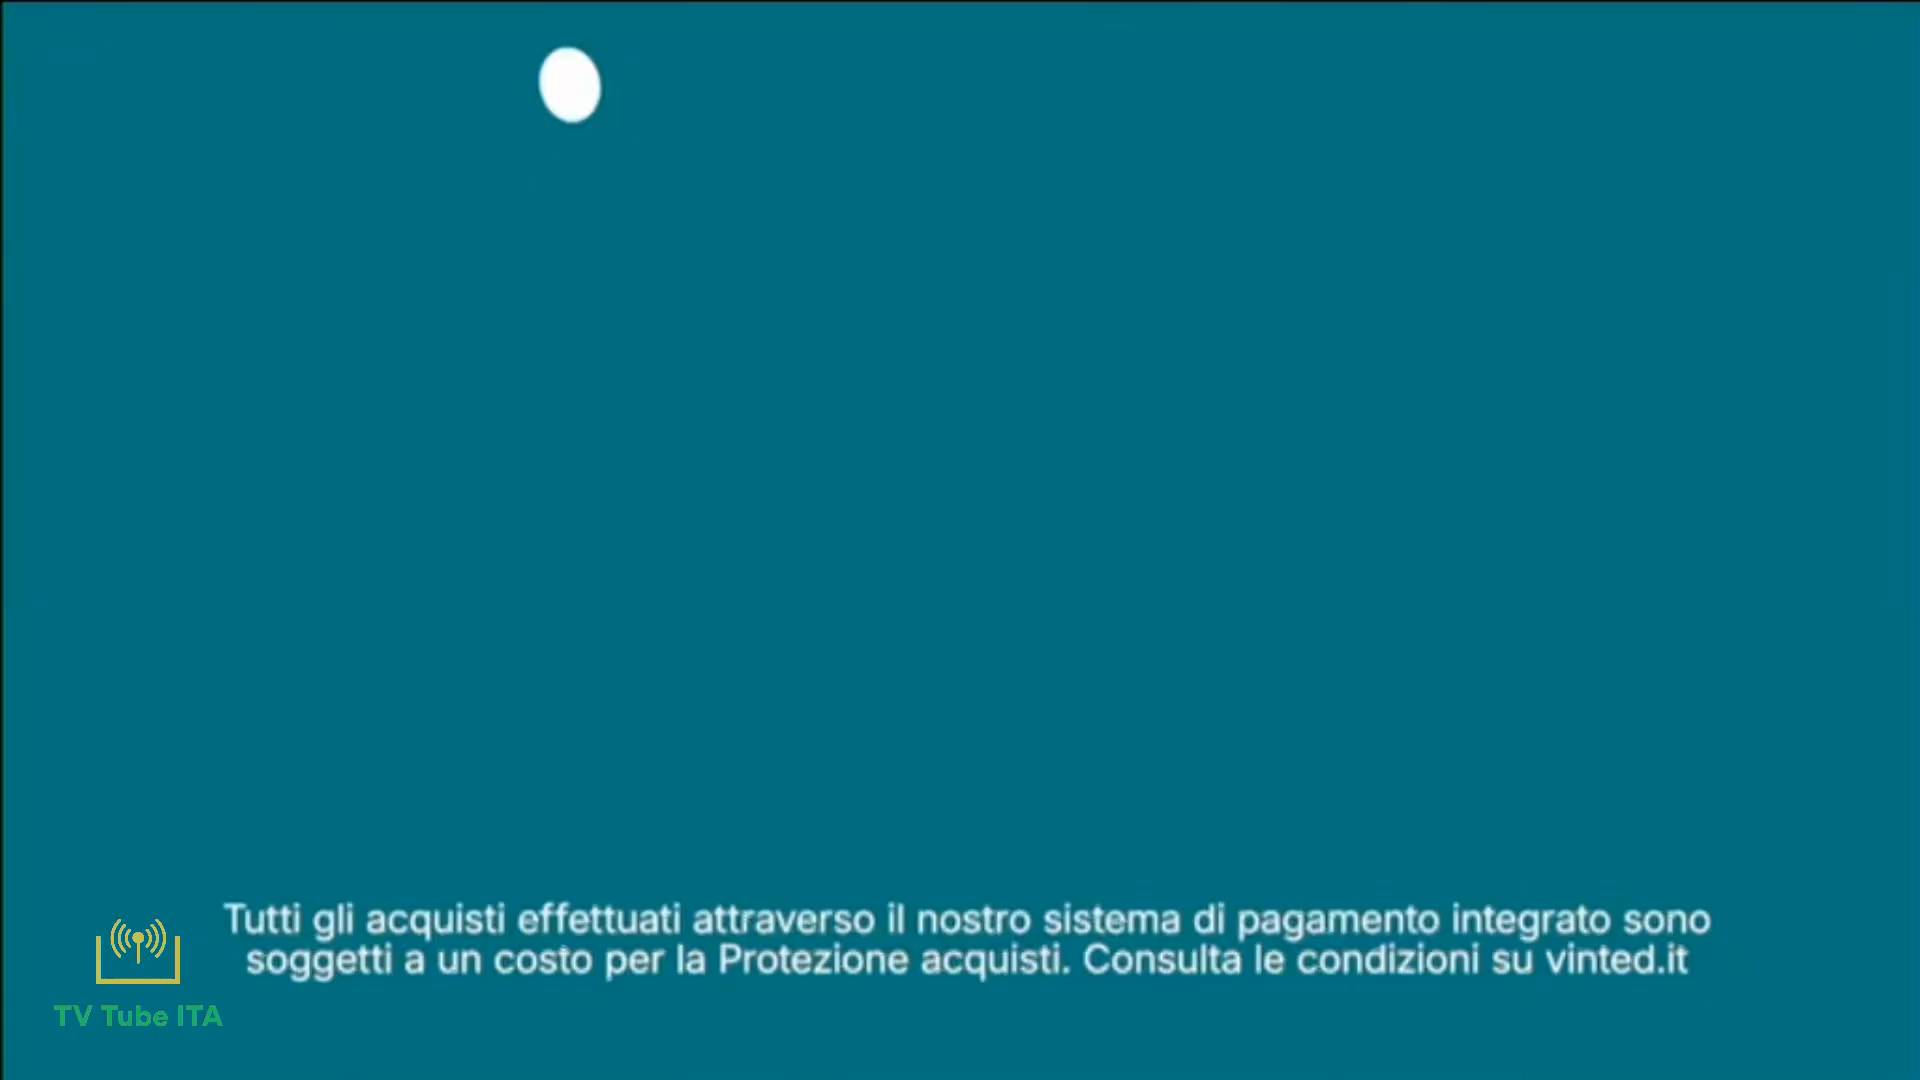 Tutti gli acquisti effettuati attraverso il nostro sistema di pagamento integrato sono
soggetti a un costo per la Protezione acquisti. Consulta le condizioni su vinted.it
TV Tube ITA